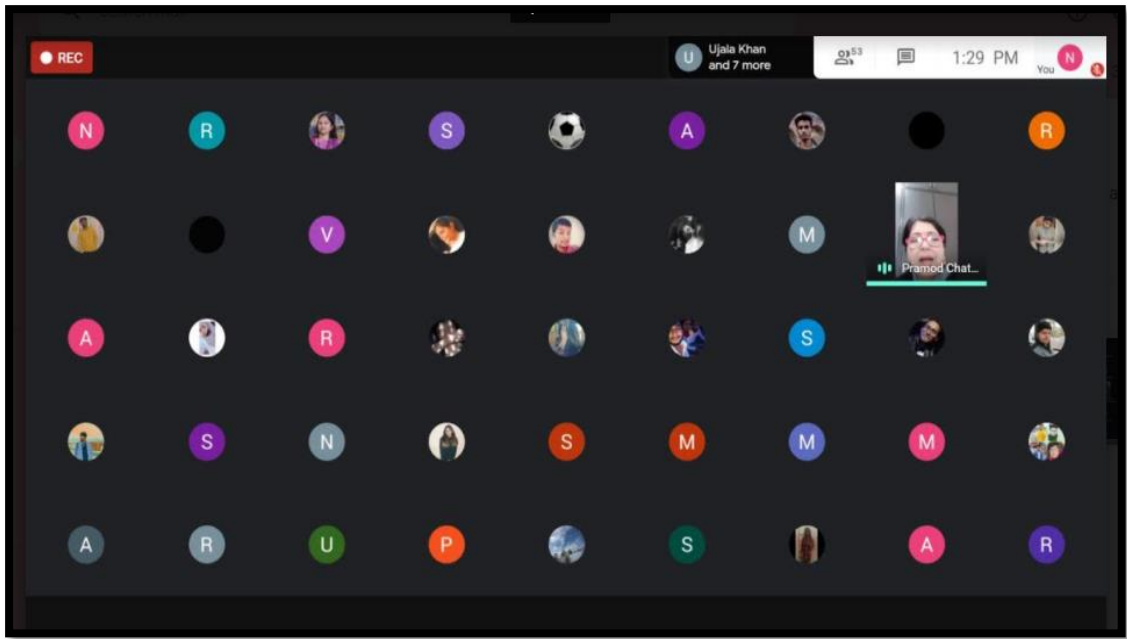 REC
U
Ujala Khan
and 7 more
53
1:29 PM
You
N
N R S A R
V M
Pramod Chat...
A R S
S N S M M M
A R U P S A R